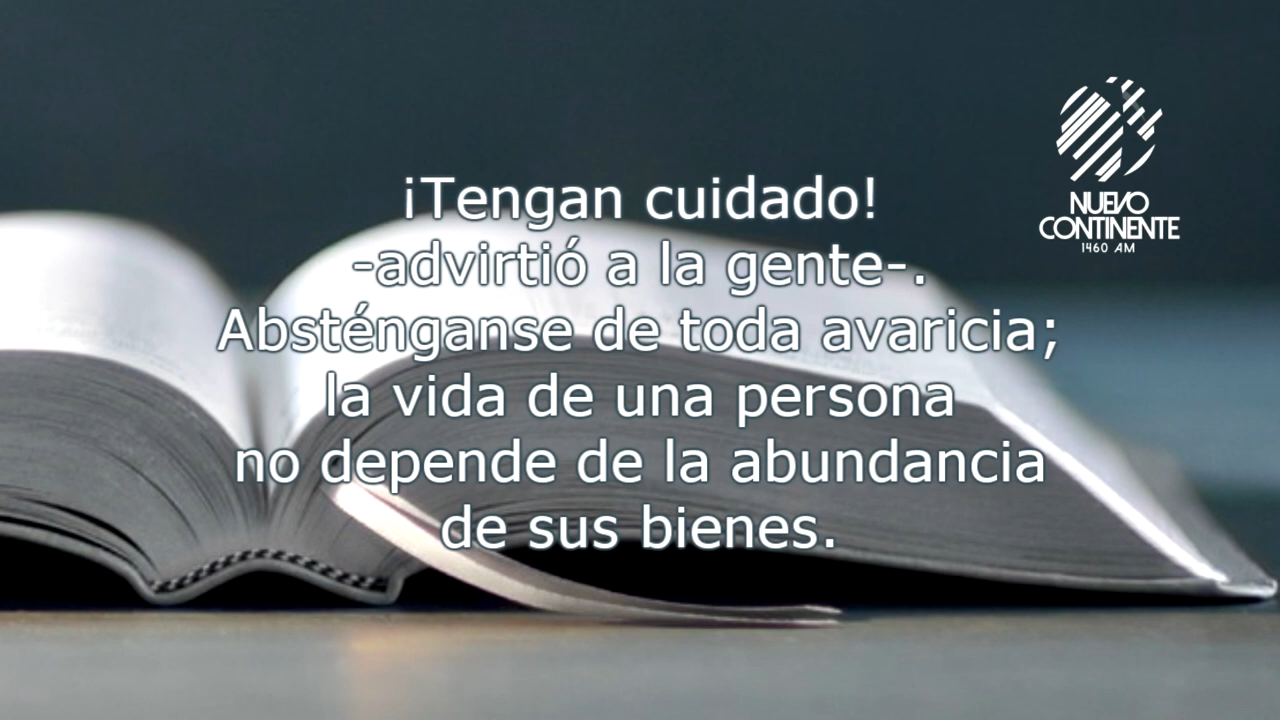 ¡Tengan cuidado!
-advirtió a la gente-.
Absténganse de toda avaricia;
la vida de una persona
no depende de la abundancia
de sus bienes.
NUEVO
CONTINENTE
1460 AM